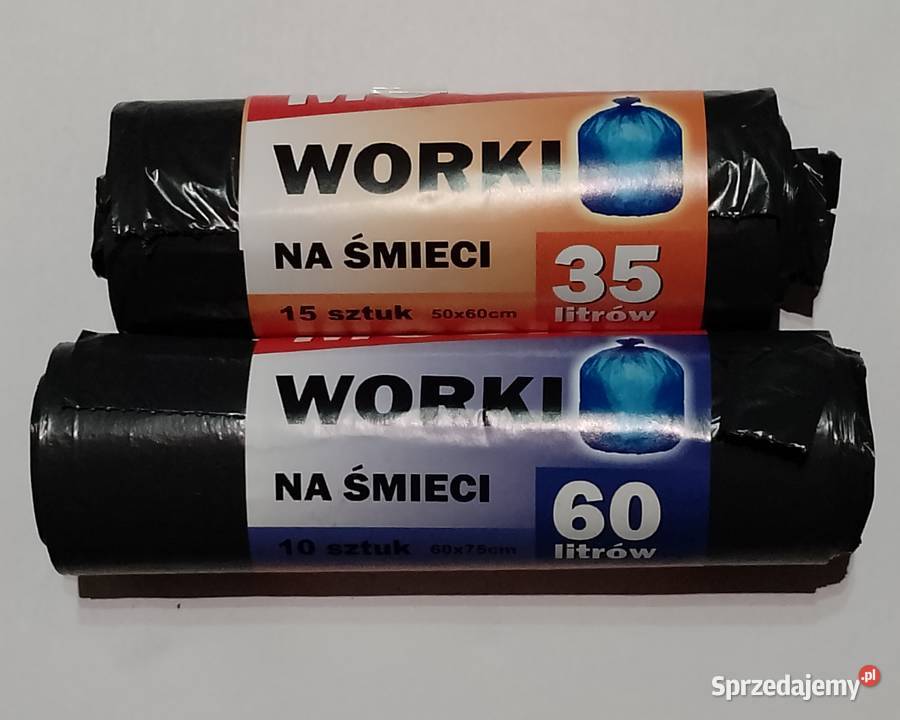 WORKI
NA ŚMIECI
35
litrów
15 sztuk 50x60cm
WORKI
NA ŚMIECI
60
litrów
10 sztuk 60x75cm
Sprzedajemy.pl